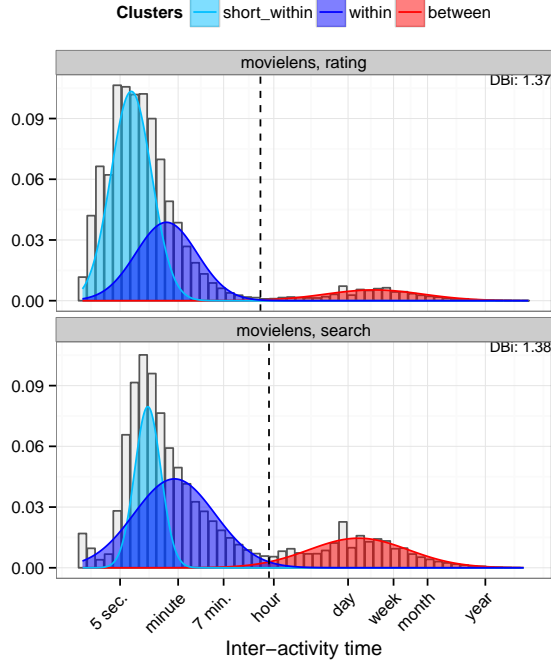 Clusters short_within within between
movielens, rating
DBi: 1.37
0.09
0.06
0.03
0.00
movielens, search
DBi: 1.38
0.09
0.06
0.03
0.00
5 sec. minute 7 min. hour day week month year
Inter−activity time